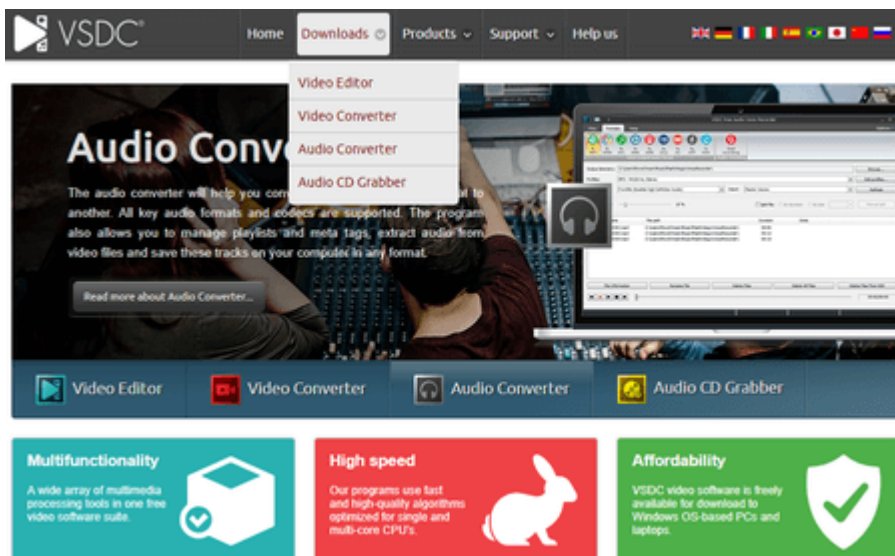 VSDC
Home
Downloads
Products
Support
Help us
Video Editor
Video Converter
Audio Converter
Audio CD Grabber
Audio
The audio converter will help you to
another. All key audio formats and codecs are supported. The program
also allows you to manage playlists and meta tags, extract audio from
video files and save these tracks on your computer in any format.
Read more about Audio Converter...
Video Editor
Video Converter
Audio Converter
Audio CD Grabber
Multifunctionality
A wide array of multimedia
processing tools in one free
video software suite.
High speed
Our programs use fast
and high-quality algorithms
optimized for single and
multi-core CPU's.
Affordability
VSDC video software is freely
available for download to
Windows OS-based PCs and
laptops.